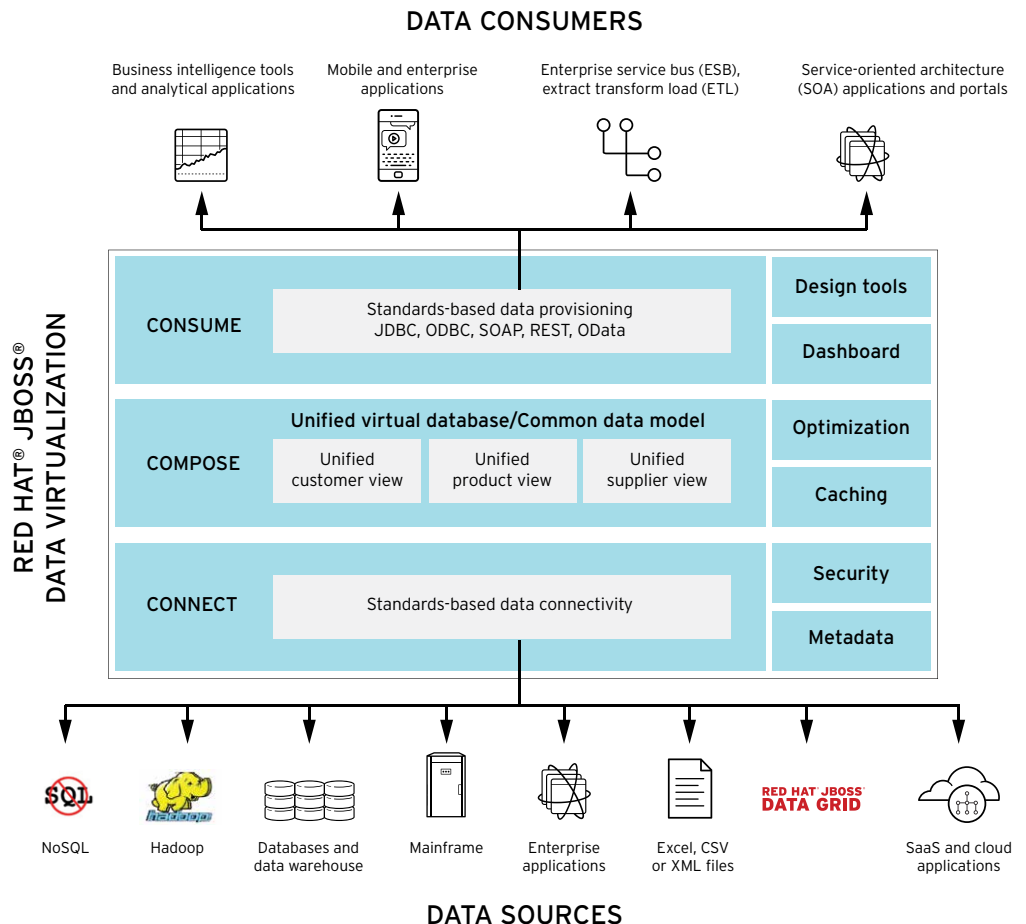 DATA CONSUMERS
Business intelligence tools
and analytical applications
Mobile and enterprise
applications
Enterprise service bus (ESB),
extract transform load (ETL)
Service-oriented architecture
(SOA) applications and portals
RED HAT® JBOSS®
DATA VIRTUALIZATION
CONSUME
Standards-based data provisioning
JDBC, ODBC, SOAP, REST, OData
Design tools
Dashboard
COMPOSE
Unified virtual database/Common data model
Unified
customer view
Unified
product view
Unified
supplier view
Optimization
Caching
CONNECT
Standards-based data connectivity
Security
Metadata
SQL
hadoop
RED HAT JBOSS
DATA GRID
NoSQL
Hadoop
Databases and
data warehouse
Mainframe
Enterprise
applications
Excel, CSV
or XML files
SaaS and cloud
applications
DATA SOURCES